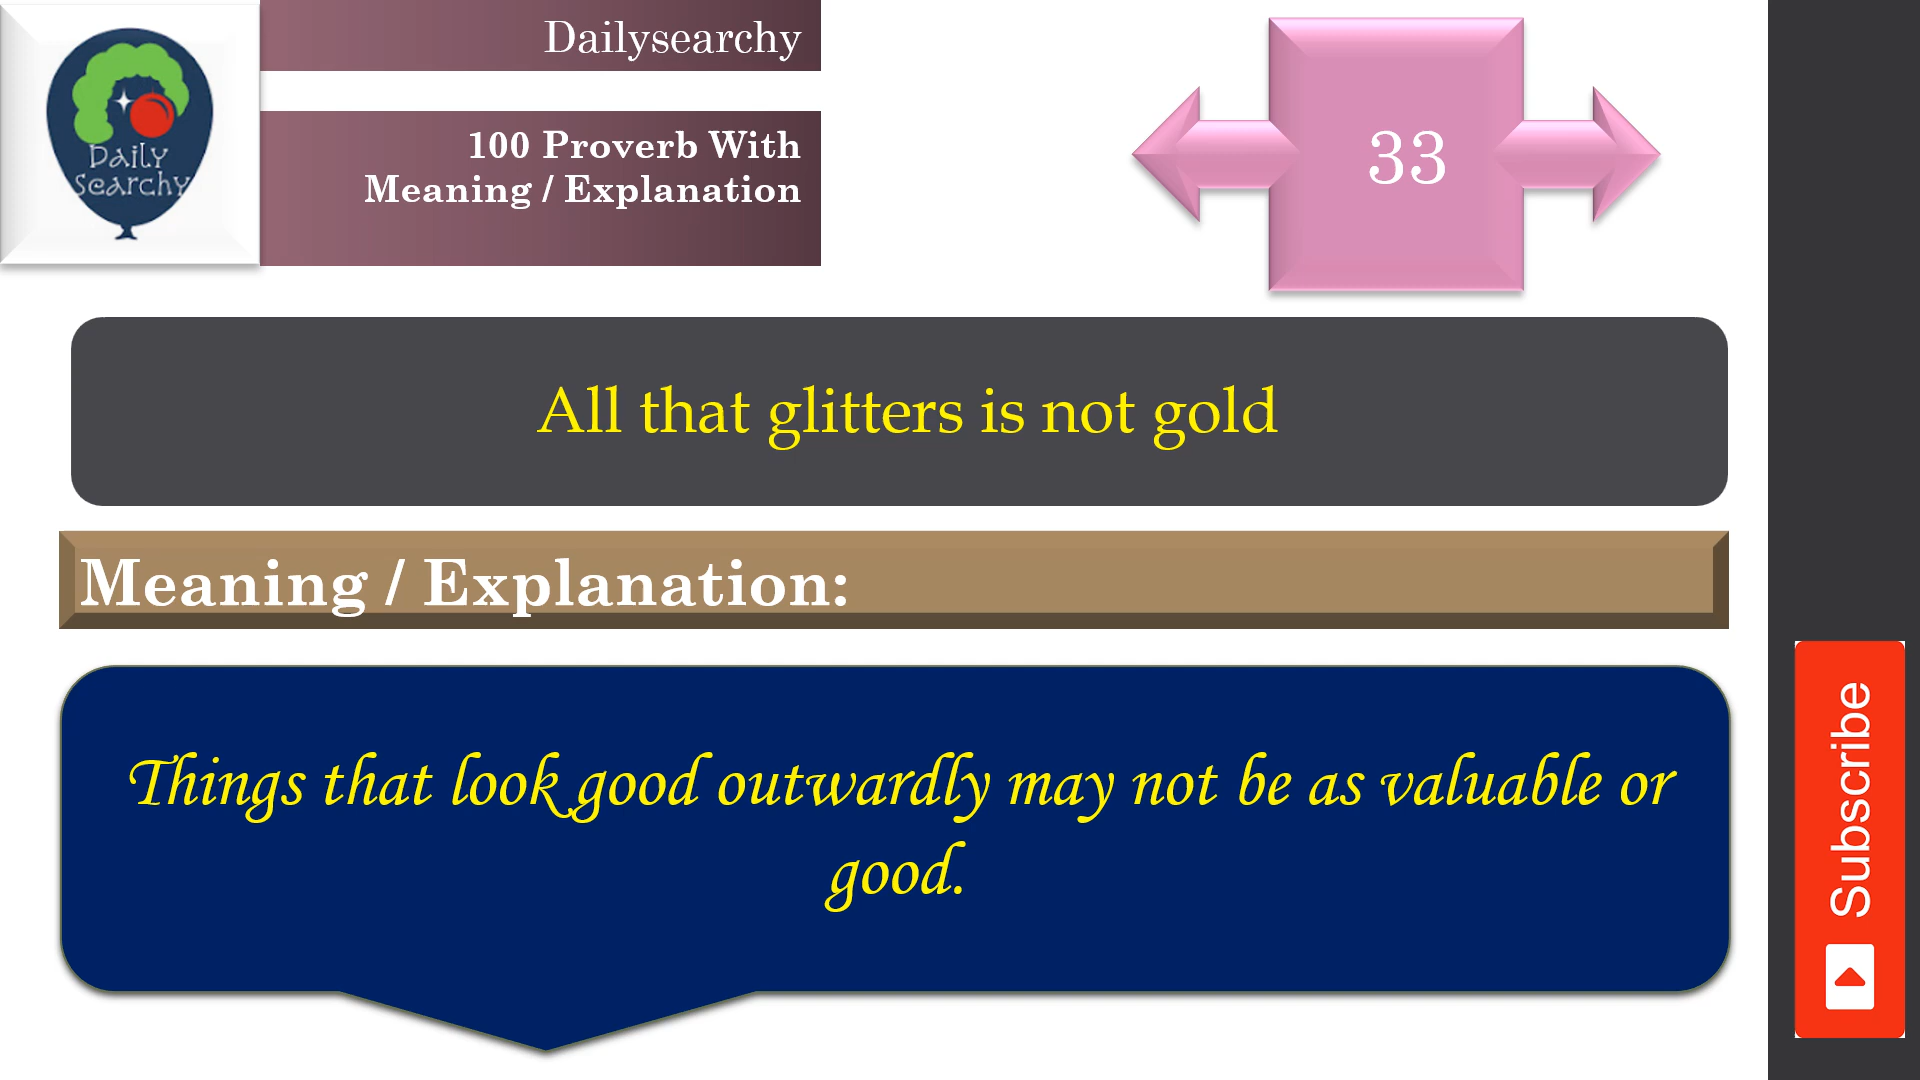 Daily
Searchy
Dailysearchy
100 Proverb With
Meaning / Explanation
33
All that glitters is not gold
Meaning / Explanation:
Things that look good outwardly may not be as valuable or
good.
Subscribe